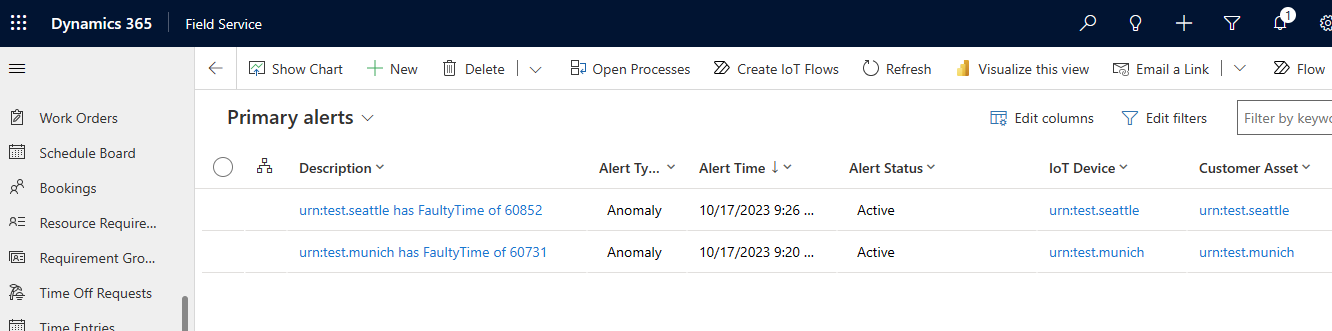 Dynamics 365 Field Service 1
Show Chart New Delete Open Processes Create IoT Flows Refresh Visualize this view Email a Link Flow
Work Orders
Schedule Board
Bookings
Resource Require...
Requirement Gro...
Time Off Requests
Time Entries
Primary alerts Edit columns Edit filters Filter by keyw
Description Alert Ty... Alert Time Alert Status IoT Device Customer Asset
urn:test.seattle has FaultyTime of 60852 Anomaly 10/17/2023 9:26 ... Active urn:test.seattle urn:test.seattle
urn:test.munich has FaultyTime of 60731 Anomaly 10/17/2023 9:20 ... Active urn:test.munich urn:test.munich